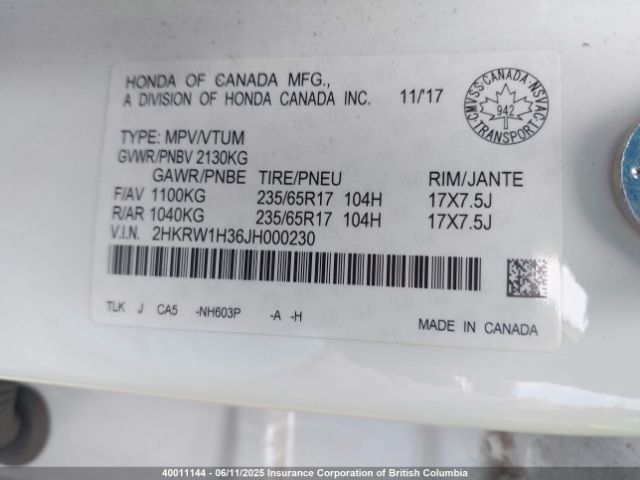 HONDA OF CANADA MFG.,
A DIVISION OF HONDA CANADA INC. 11/'17
CMVSS-CANADA-NSVAC
942
TRANSPORT
TYPE: MPV/VTUM
GVWR/PNBV 2130KG
GAWR/PNBE TIRE/PNEU RIM/JANTE
F/AV 1100KG 235/65R17 104H 17X7.5J
R/AR 1040KG 235/65R17 104H 17X7.5J
V.I.N. 2HKRW1H36JH000230
TLK J CA5 -NH603P -A -H
MADE IN CANADA
40011144 - 06/11/2025 Insurance Corporation of British Columbia